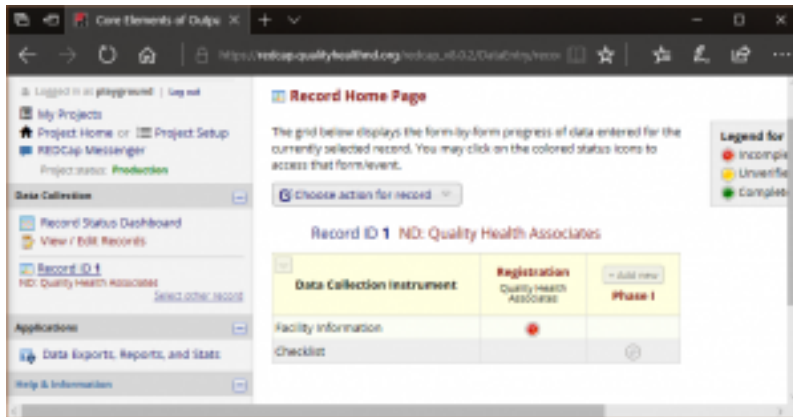 Core Elements of Outpa
https://redcap.qualityhealthnd.org/redcap_v8.0.2/DataEntry/reco
Logged in as playground | Log out
My Projects
Project Home or Project Setup
REDCap Messenger
Project status: Production
Data Collection
Record Status Dashboard
View / Edit Records
Record ID 1
ND: Quality Health Associates
Select other record
Applications
Data Exports, Reports, and Stats
Help & Information
Record Home Page
The grid below displays the form-by-form progress of data entered for the
currently selected record. You may click on the colored status icons to
access that form/event.
Choose action for record
Legend for
Incomple
Unverifie
Complet
Record ID 1 ND: Quality Health Associates
Data Collection Instrument
Registration
Quality Health
Associates
+ Add new
Phase I
Facility Information
Checklist